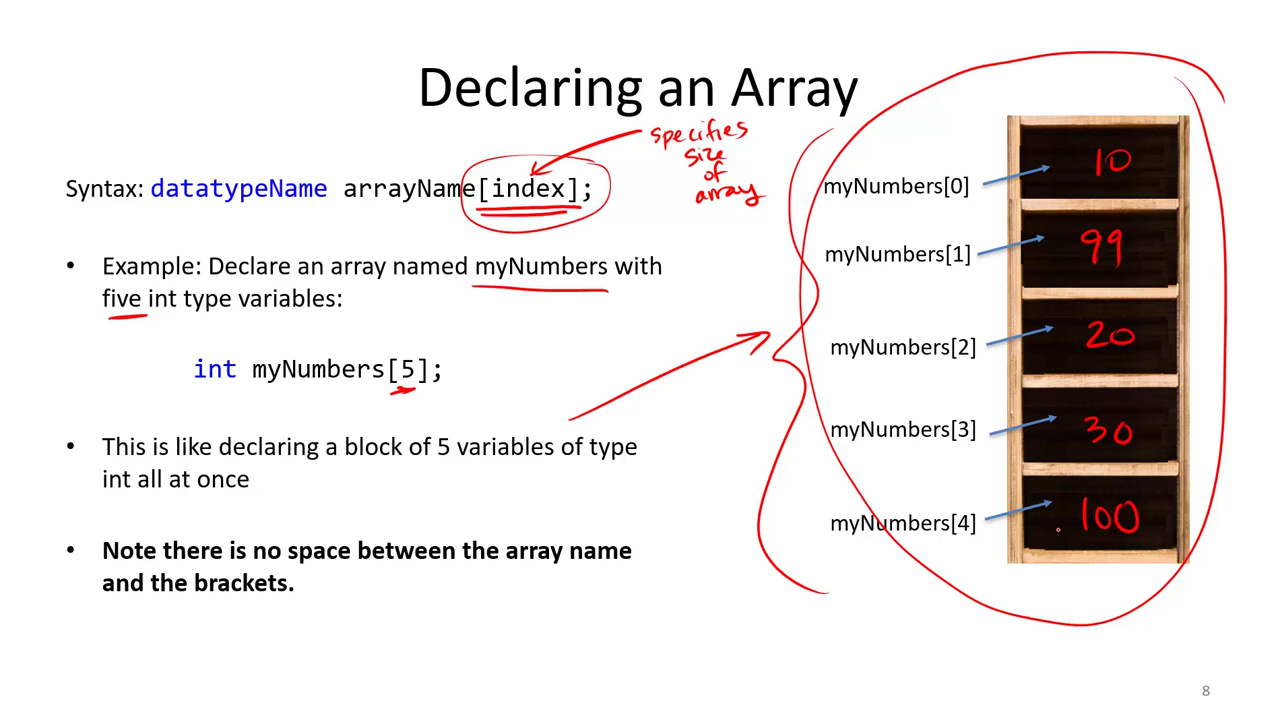 Declaring an Array
specifies
size
of
array
Syntax: datatypeName arrayName[index];
• Example: Declare an array named myNumbers with
five int type variables:
int myNumbers[5];
• This is like declaring a block of 5 variables of type
int all at once
• Note there is no space between the array name
and the brackets.
myNumbers[0] 10
myNumbers[1] 99
myNumbers[2] 20
myNumbers[3] 30
myNumbers[4] 100
8